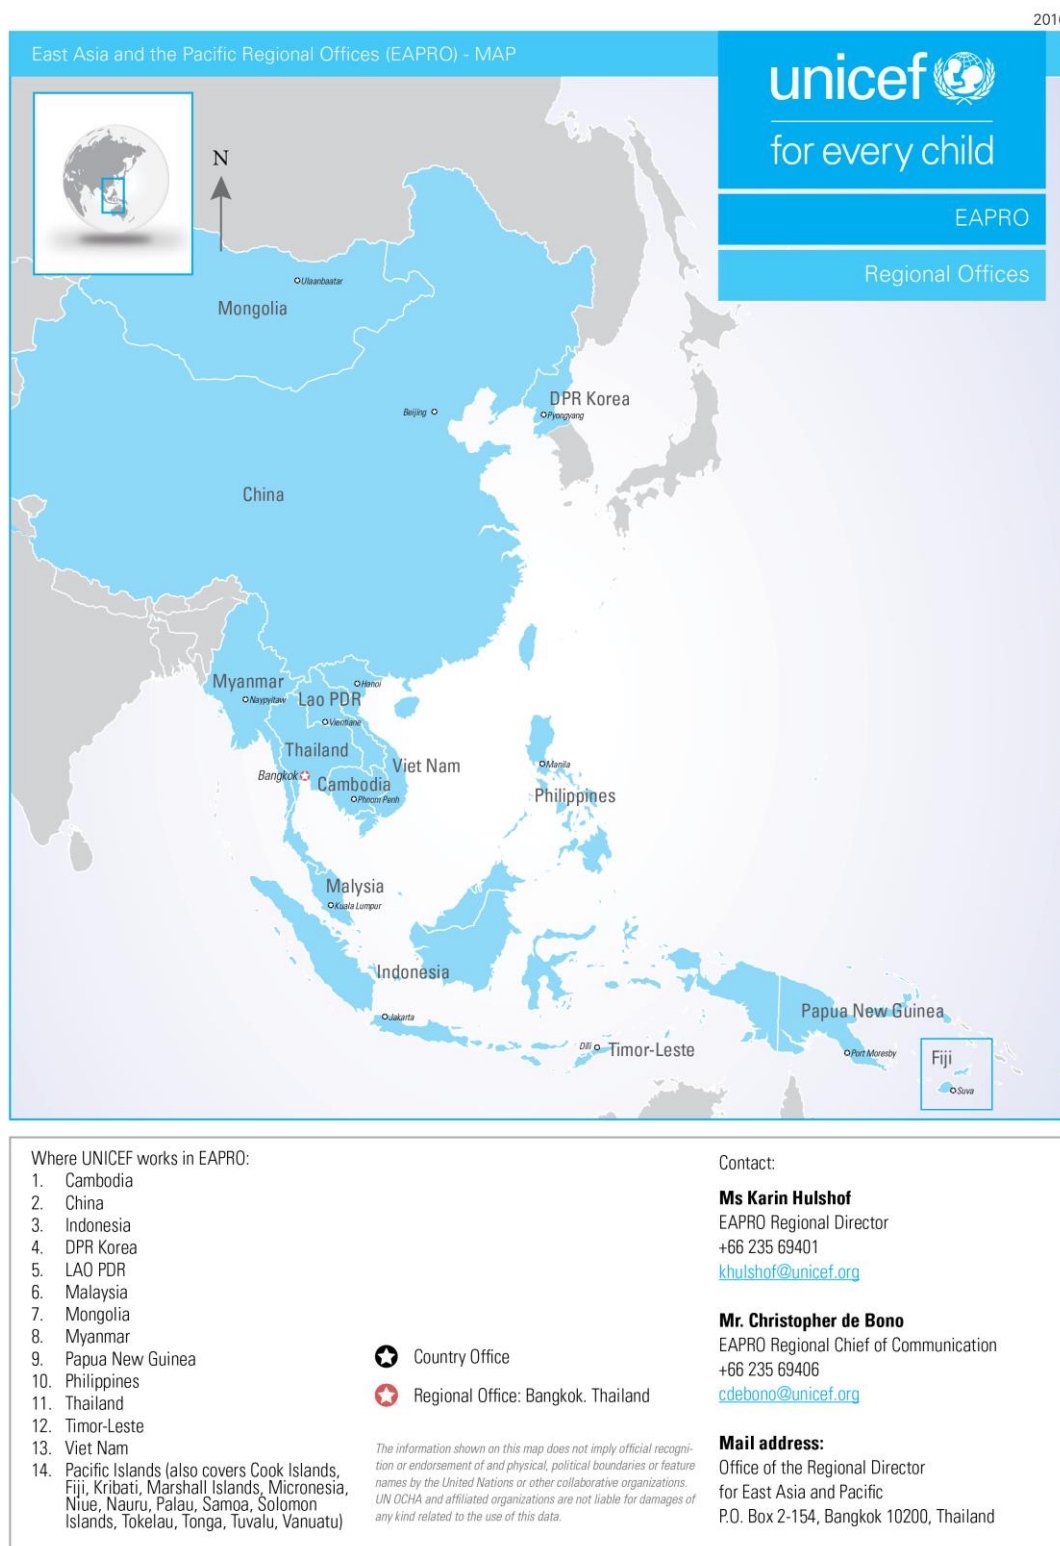 2016
East Asia and the Pacific Regional Offices (EAPRO) - MAP
unicef
for every child
EAPRO
Regional Offices
N
Ulaanbaatar
Mongolia
DPR Korea
Beijing
Pyongyang
China
Myanmar
Hanoi
Naypyitaw
Lao PDR
Vientiane
Thailand
Viet Nam
Bangkok
Cambodia
Manila
Phnom Penh
Philippines
Malysia
Kuala Lumpur
Indonesia
Papua New Guinea
Jakarta
Dili
Timor-Leste
Port Moresby
Fiji
Suva
Where UNICEF works in EAPRO:
1. Cambodia
2. China
3. Indonesia
4. DPR Korea
5. LAO PDR
6. Malaysia
7. Mongolia
8. Myanmar
9. Papua New Guinea
10. Philippines
11. Thailand
12. Timor-Leste
13. Viet Nam
14. Pacific Islands (also covers Cook Islands,
Fiji, Kribati, Marshall Islands, Micronesia,
Niue, Nauru, Palau, Samoa, Solomon
Islands, Tokelau, Tonga, Tuvalu, Vanuatu)
Country Office
Regional Office: Bangkok. Thailand
The information shown on this map does not imply official recogni-
tion or endorsement of and physical, political boundaries or feature
names by the United Nations or other collaborative organizations.
UN OCHA and affiliated organizations are not liable for damages of
any kind related to the use of this data.
Contact:
Ms Karin Hulshof
EAPRO Regional Director
+66 235 69401
khulshof@unicef.org
Mr. Christopher de Bono
EAPRO Regional Chief of Communication
+66 235 69406
cdebono@unicef.org
Mail address:
Office of the Regional Director
for East Asia and Pacific
P.O. Box 2-154, Bangkok 10200, Thailand